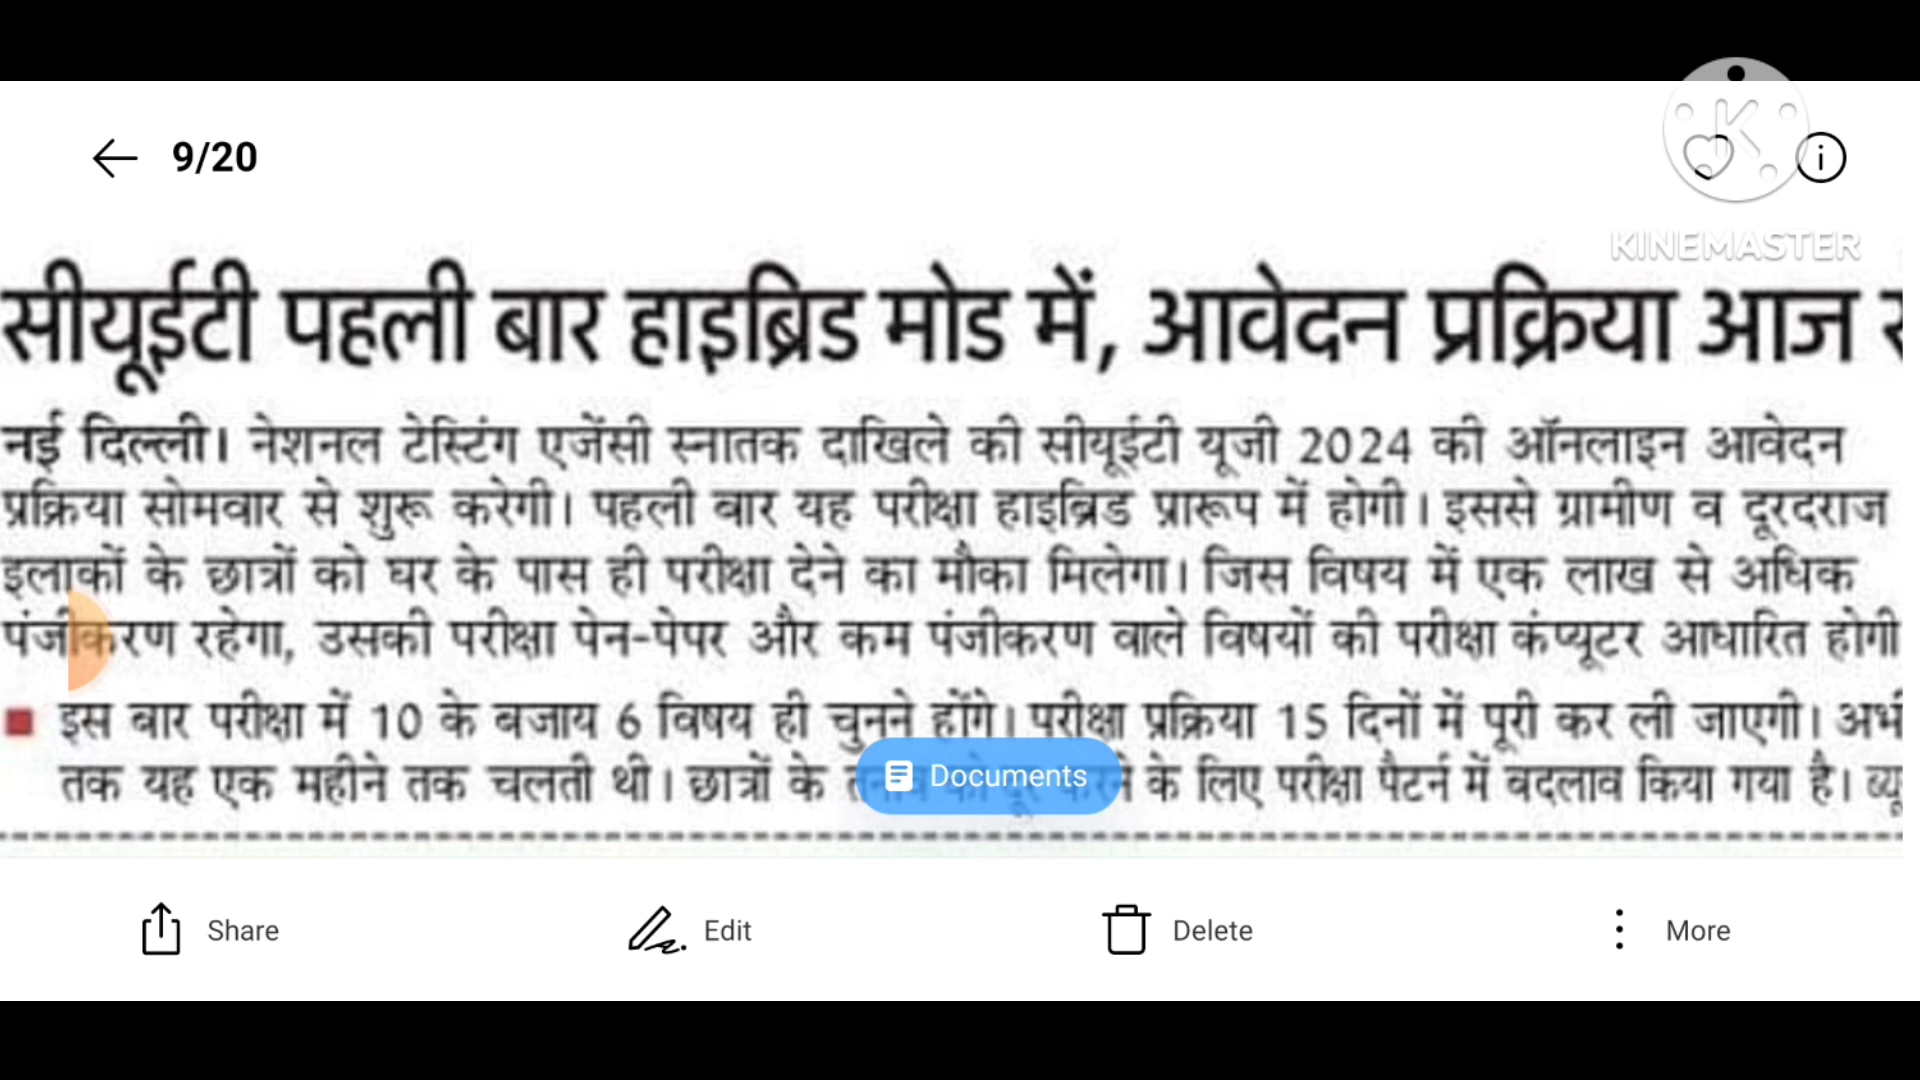 9/20
KINEMASTER
सीयूईटी पहली बार हाइब्रिड मोड में, आवेदन प्रक्रिया आज
नई दिल्ली। नेशनल टेस्टिंग एजेंसी स्नातक दाखिले की सीयूईटी यूजी 2024 की ऑनलाइन आवेदन
प्रक्रिया सोमवार से शुरू करेगी। पहली बार यह परीक्षा हाइब्रिड प्रारूप में होगी। इससे ग्रामीण व दूरदराज
इलाकों के छात्रों को घर के पास ही परीक्षा देने का मौका मिलेगा। जिस विषय में एक लाख से अधिक
पंजीकरण रहेगा, उसकी परीक्षा पेन-पेपर और कम पंजीकरण वाले विषयों की परीक्षा कंप्यूटर आधारित होगी
इस बार परीक्षा में 10 के बजाय 6 विषय ही चुनने होंगे। परीक्षा प्रक्रिया 15 दिनों में पूरी कर ली जाएगी।
तक यह एक महीने तक चलती थी। छात्रों के के लिए परीक्षा पैटर्न में बदलाव किया गया है।
Documents
Share Edit Delete More